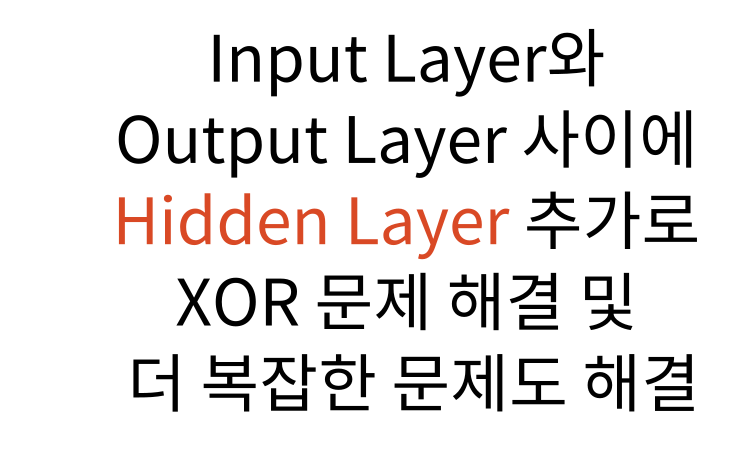 Input Layer와
Output Layer 사이에
Hidden Layer 추가로
XOR 문제 해결 및
더 복잡한 문제도 해결